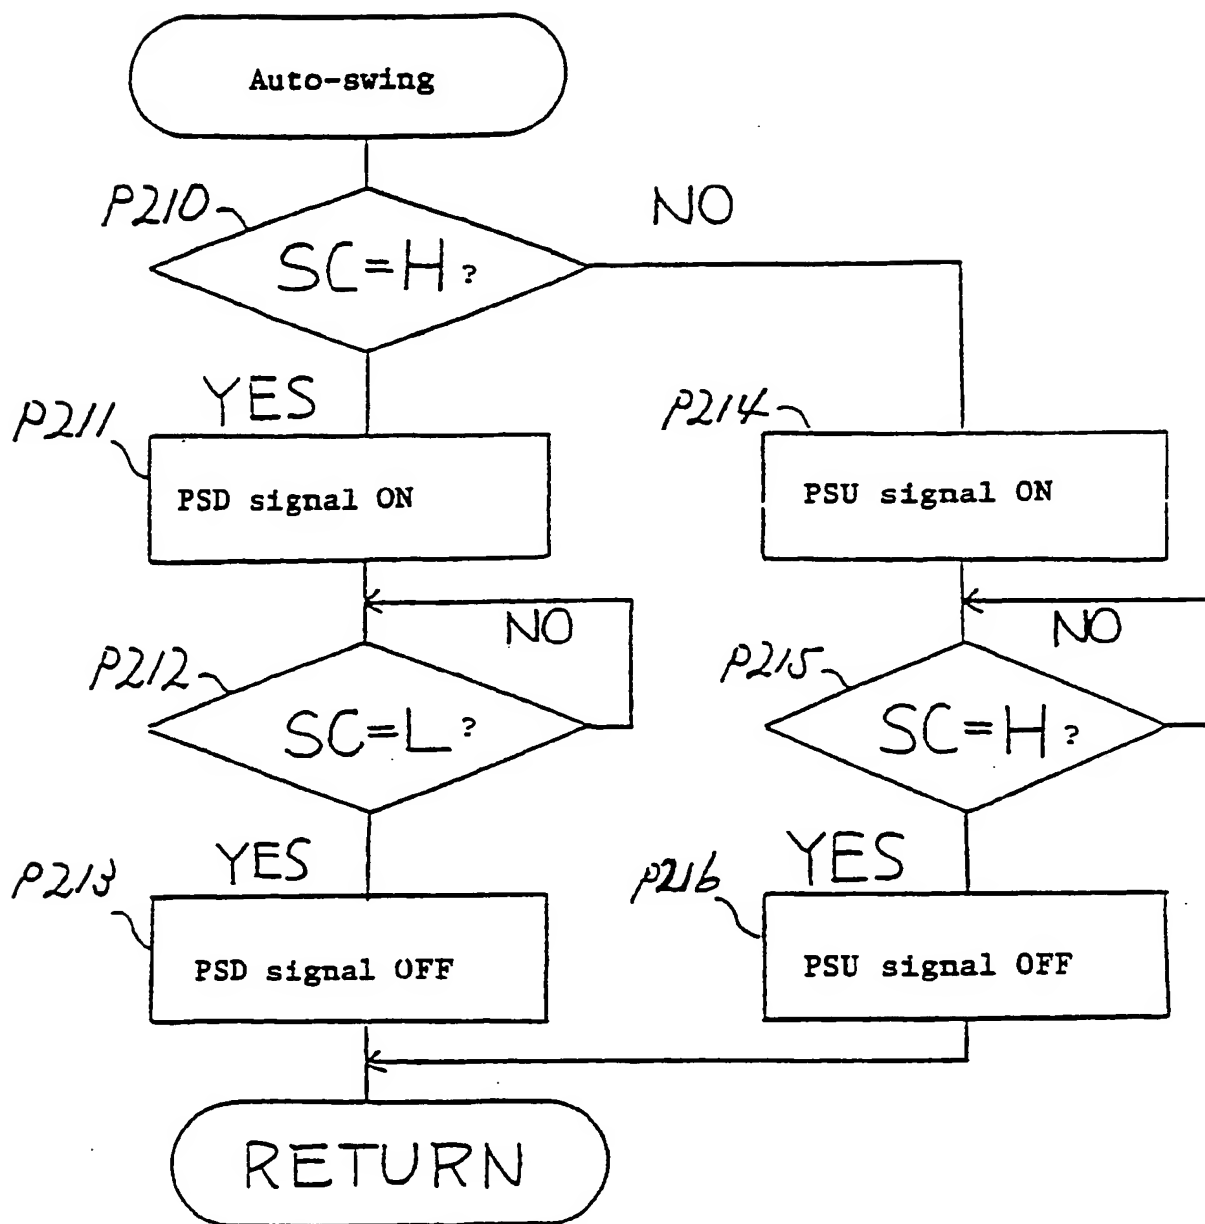 Auto-swing
P210
NO
SC=H?
YES
P211
P214
PSD signal ON
PSU signal ON
NO
NO
P212
P215
SC=L?
SC=H?
YES
YES
P213
P216
PSD signal OFF
PSU signal OFF
RETURN